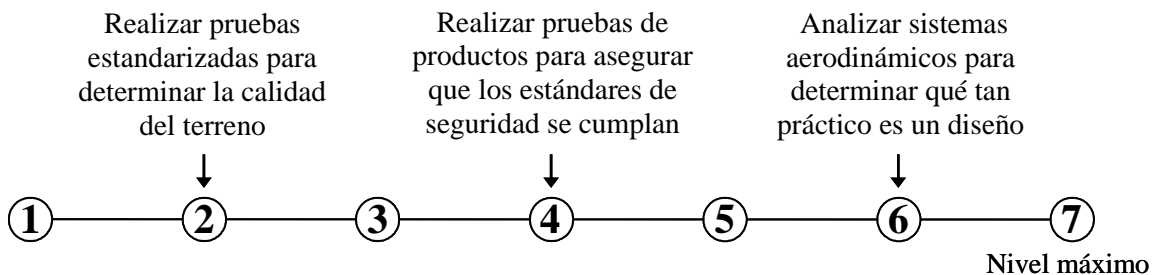 Realizar pruebas
estandarizadas para
determinar la calidad
del terreno
Realizar pruebas de
productos para asegurar
que los estándares de
seguridad se cumplan
Analizar sistemas
aerodinámicos para
determinar qué tan
práctico es un diseño
1 2 3 4 5 6 7
Nivel máximo